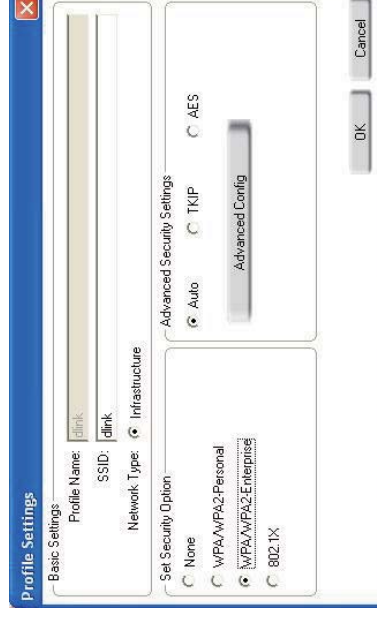 Profile Settings
Basic Settings
Profile Name: dlink
SSID: dlink
Network Type: Infrastructure
Set Security Option
None
WPA/WPA2-Personal
WPA/WPA2-Enterprise
802.1X
Advanced Security Settings
Auto TKIP AES
Advanced Config
OK Cancel